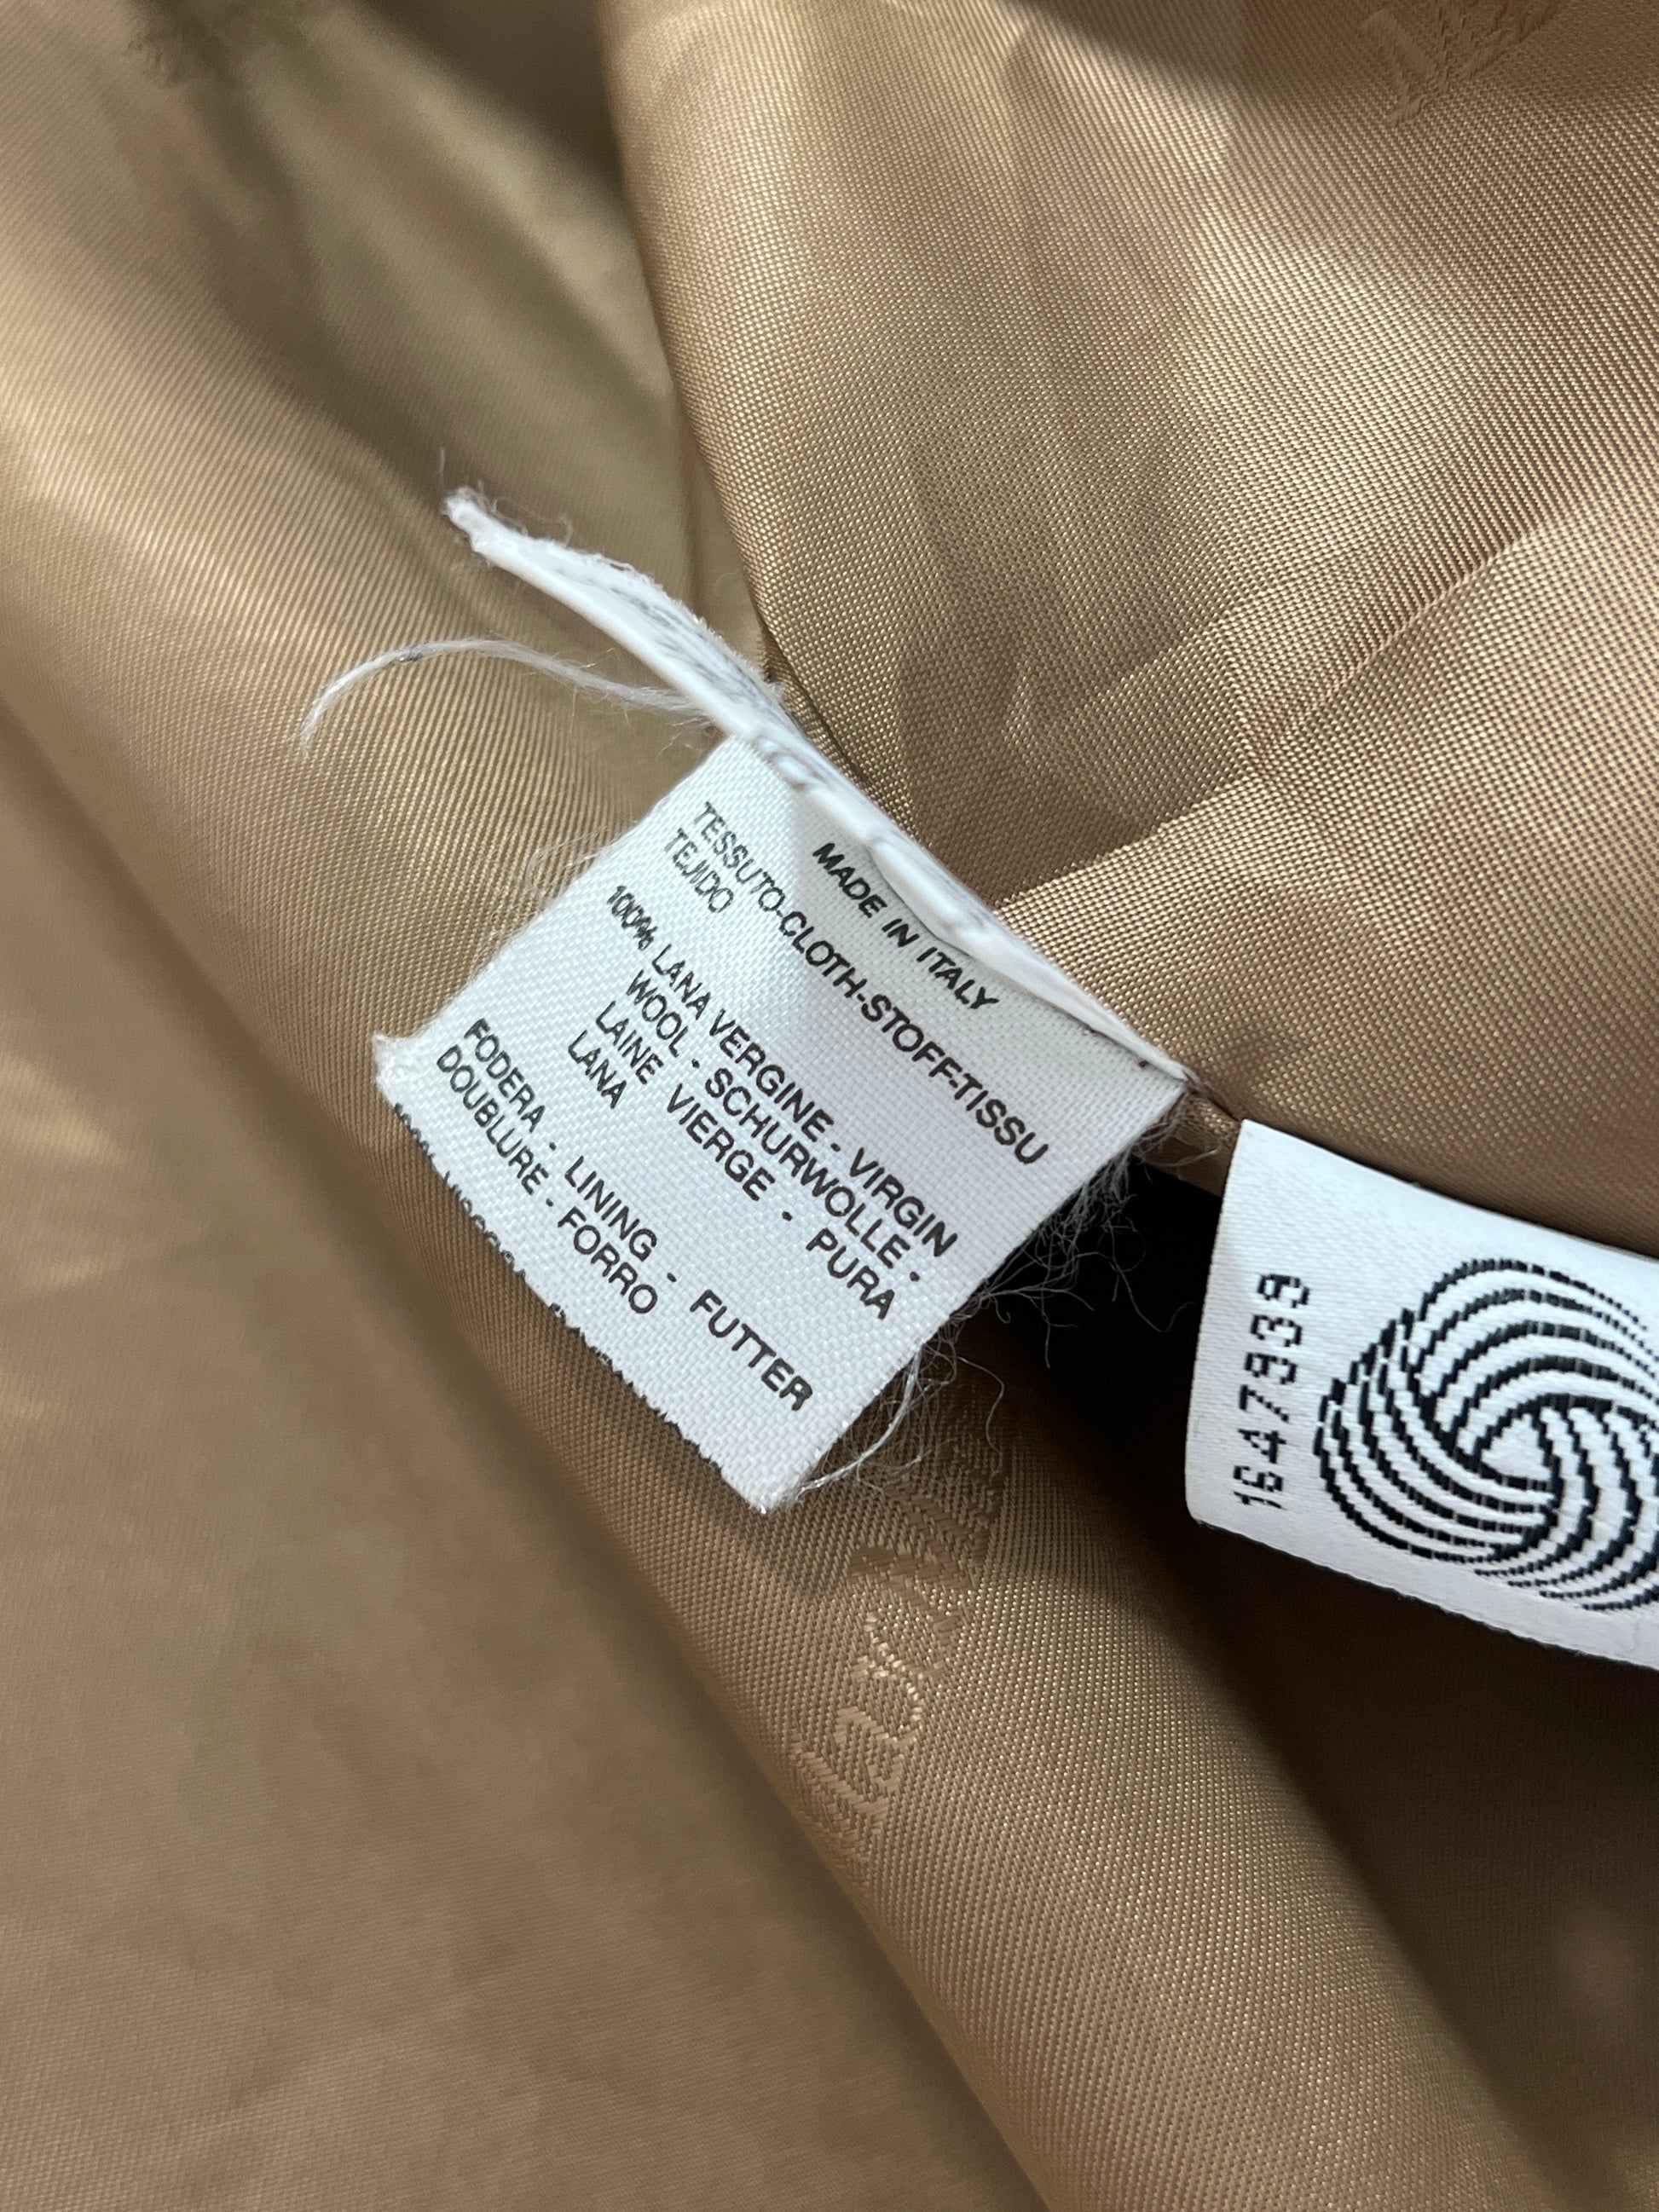 MADE IN ITALY
TESSUTO-CLOTH-STOFF-TISSU
TEJIDO
100% LANA VERGINE - VIRGIN
WOOL - SCHURWOLLE -
LAINE VIERGE - PURA
LANA
FODERA - LINING - FUTTER
DOUBLURE - FORRO
1647939